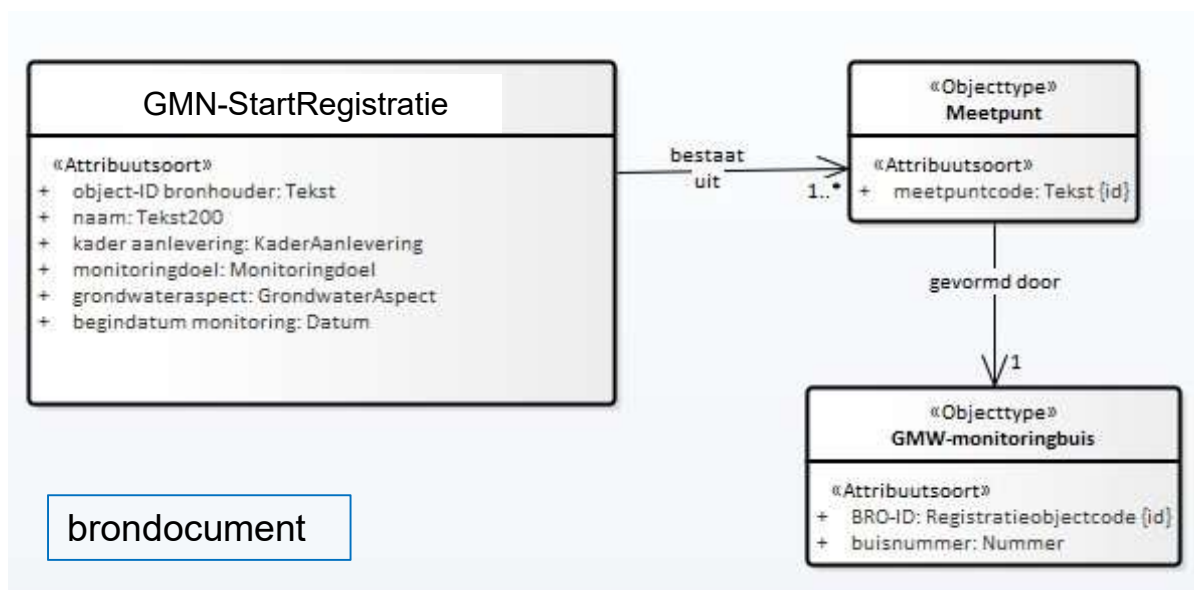 GMN-StartRegistratie
«Attribuutsoort»
+ object-ID bronhouder: Tekst
+ naam: Tekst200
+ kader aanlevering: KaderAanlevering
+ monitoringdoel: Monitoringdoel
+ grondwateraspect: GrondwaterAspect
+ begindatum monitoring: Datum
bestaat
uit
1..*
«Objecttype»
Meetpunt
«Attribuutsoort»
+ meetpuntcode: Tekst {id}
gevormd door
1
«Objecttype»
GMW-monitoringbuis
«Attribuutsoort»
+ BRO-ID: Registratieobjectcode {id}
+ buisnummer: Nummer
brondocument